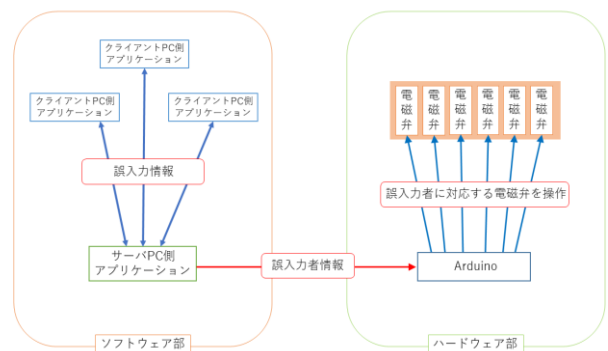 クライアントPC側
アプリケーション
クライアントPC側
アプリケーション
クライアントPC側
アプリケーション
誤入力情報
サーバPC側
アプリケーション
ソフトウェア部
誤入力者情報
電磁弁
電磁弁
電磁弁
電磁弁
電磁弁
電磁弁
誤入力者に対応する電磁弁を操作
Arduino
ハードウェア部